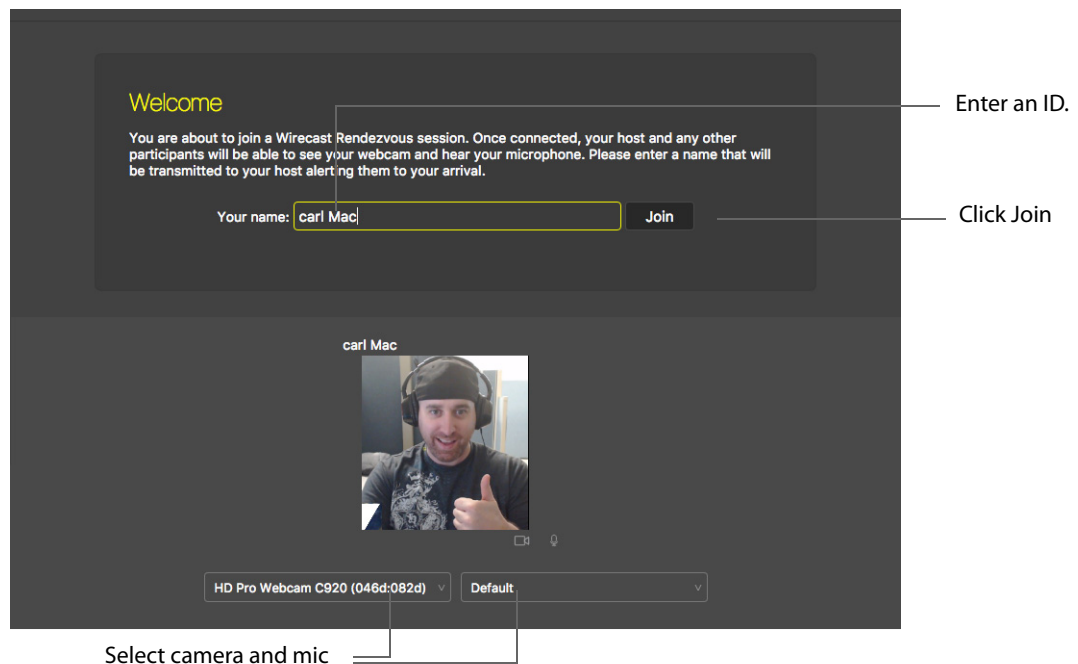 Welcome
Enter an ID.
You are about to join a Wirecast Rendezvous session. Once connected, your host and any other
participants will be able to see your webcam and hear your microphone. Please enter a name that will
be transmitted to your host alerting them to your arrival.
Your name: carl Mac Join
Click Join
carl Mac
HD Pro Webcam C920 (046d:082d) Default
Select camera and mic